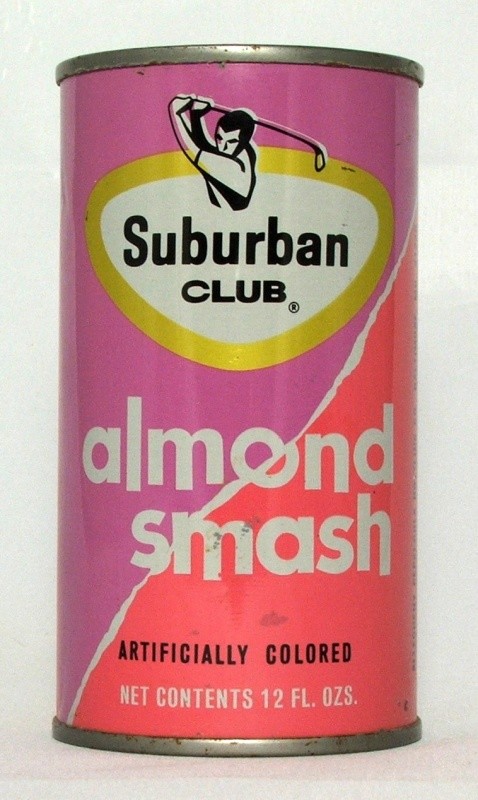 Suburban
CLUB®
almond
smash
ARTIFICIALLY COLORED
NET CONTENTS 12 FL. OZS.